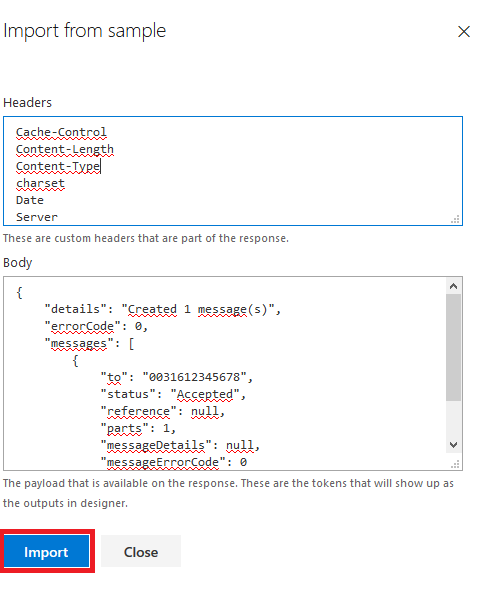 Import from sample
Headers
Cache-Control
Content-Length
Content-Type
charset
Date
Server
These are custom headers that are part of the response.
Body
{
"details": "Created 1 message(s)",
"errorCode": 0,
"messages": [
{
"to": "0031612345678",
"status": "Accepted",
"reference": null,
"parts": 1,
"messageDetails": null,
"messageErrorCode": 0
The payload that is available on the response. These are the tokens that will show up as
the outputs in designer.
Import
Close